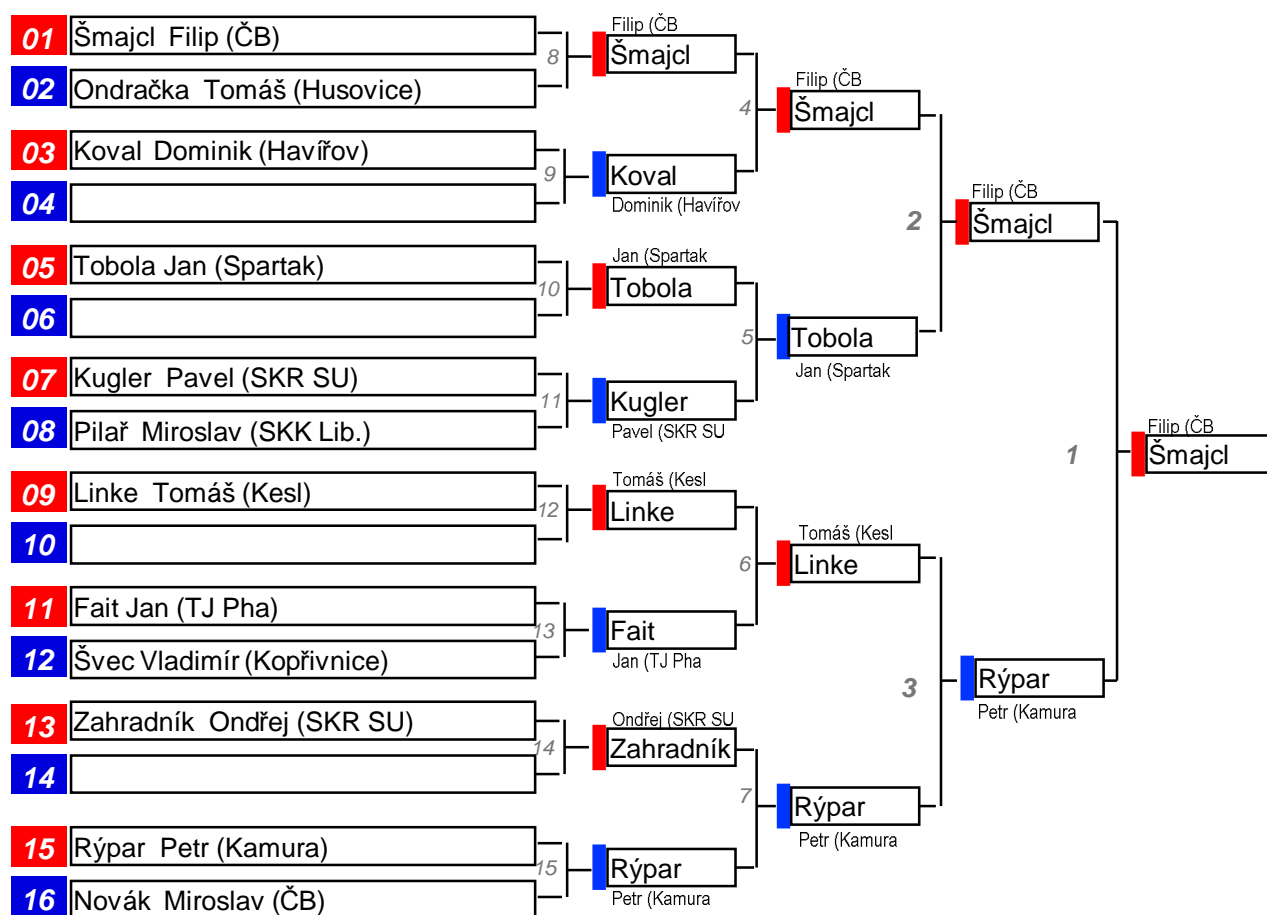 01 Šmajcl Filip (ČB)
02 Ondračka Tomáš (Husovice)
03 Koval Dominik (Havířov)
04
05 Tobola Jan (Spartak)
06
07 Kugler Pavel (SKR SU)
08 Pilař Miroslav (SKK Lib.)
09 Linke Tomáš (Kesl)
10
11 Fait Jan (TJ Pha)
12 Švec Vladimír (Kopřivnice)
13 Zahradník Ondřej (SKR SU)
14
15 Rýpar Petr (Kamura)
16 Novák Miroslav (ČB)
8
9
10
11
12
13
14
15
Filip (ČB
Šmajcl
Koval
Dominik (Havířov
Jan (Spartak
Tobola
Kugler
Pavel (SKR SU
Tomáš (Kesl
Linke
Fait
Jan (TJ Pha
Ondřej (SKR SU
Zahradník
Rýpar
Petr (Kamura
4
5
6
7
Filip (ČB
Šmajcl
Tobola
Jan (Spartak
Tomáš (Kesl
Linke
Rýpar
Petr (Kamura
2
3
Filip (ČB
Šmajcl
Rýpar
Petr (Kamura
1
Filip (ČB
Šmajcl